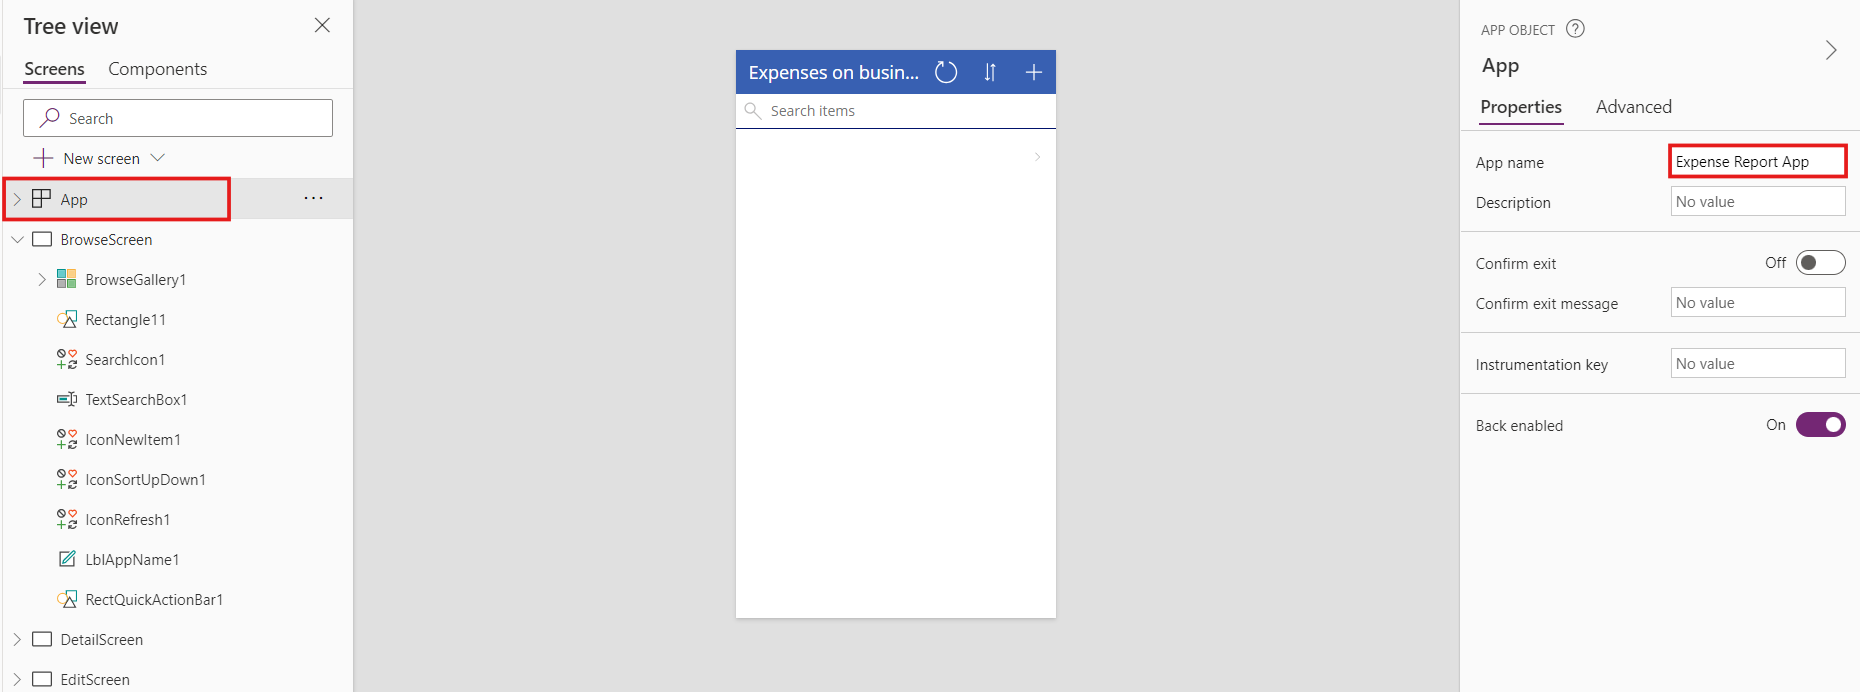 Tree view
Screens
Components
Search
New screen
App
...
BrowseScreen
BrowseGallery1
Rectangle11
SearchIcon1
TextSearchBox1
IconNewItem1
IconSortUpDown1
IconRefresh1
LblAppName1
RectQuickActionBar1
DetailScreen
EditScreen
Expenses on busin...
Search items
APP OBJECT ?
App
Properties
Advanced
App name
Expense Report App
Description
No value
Confirm exit
Off
Confirm exit message
No value
Instrumentation key
No value
Back enabled
On